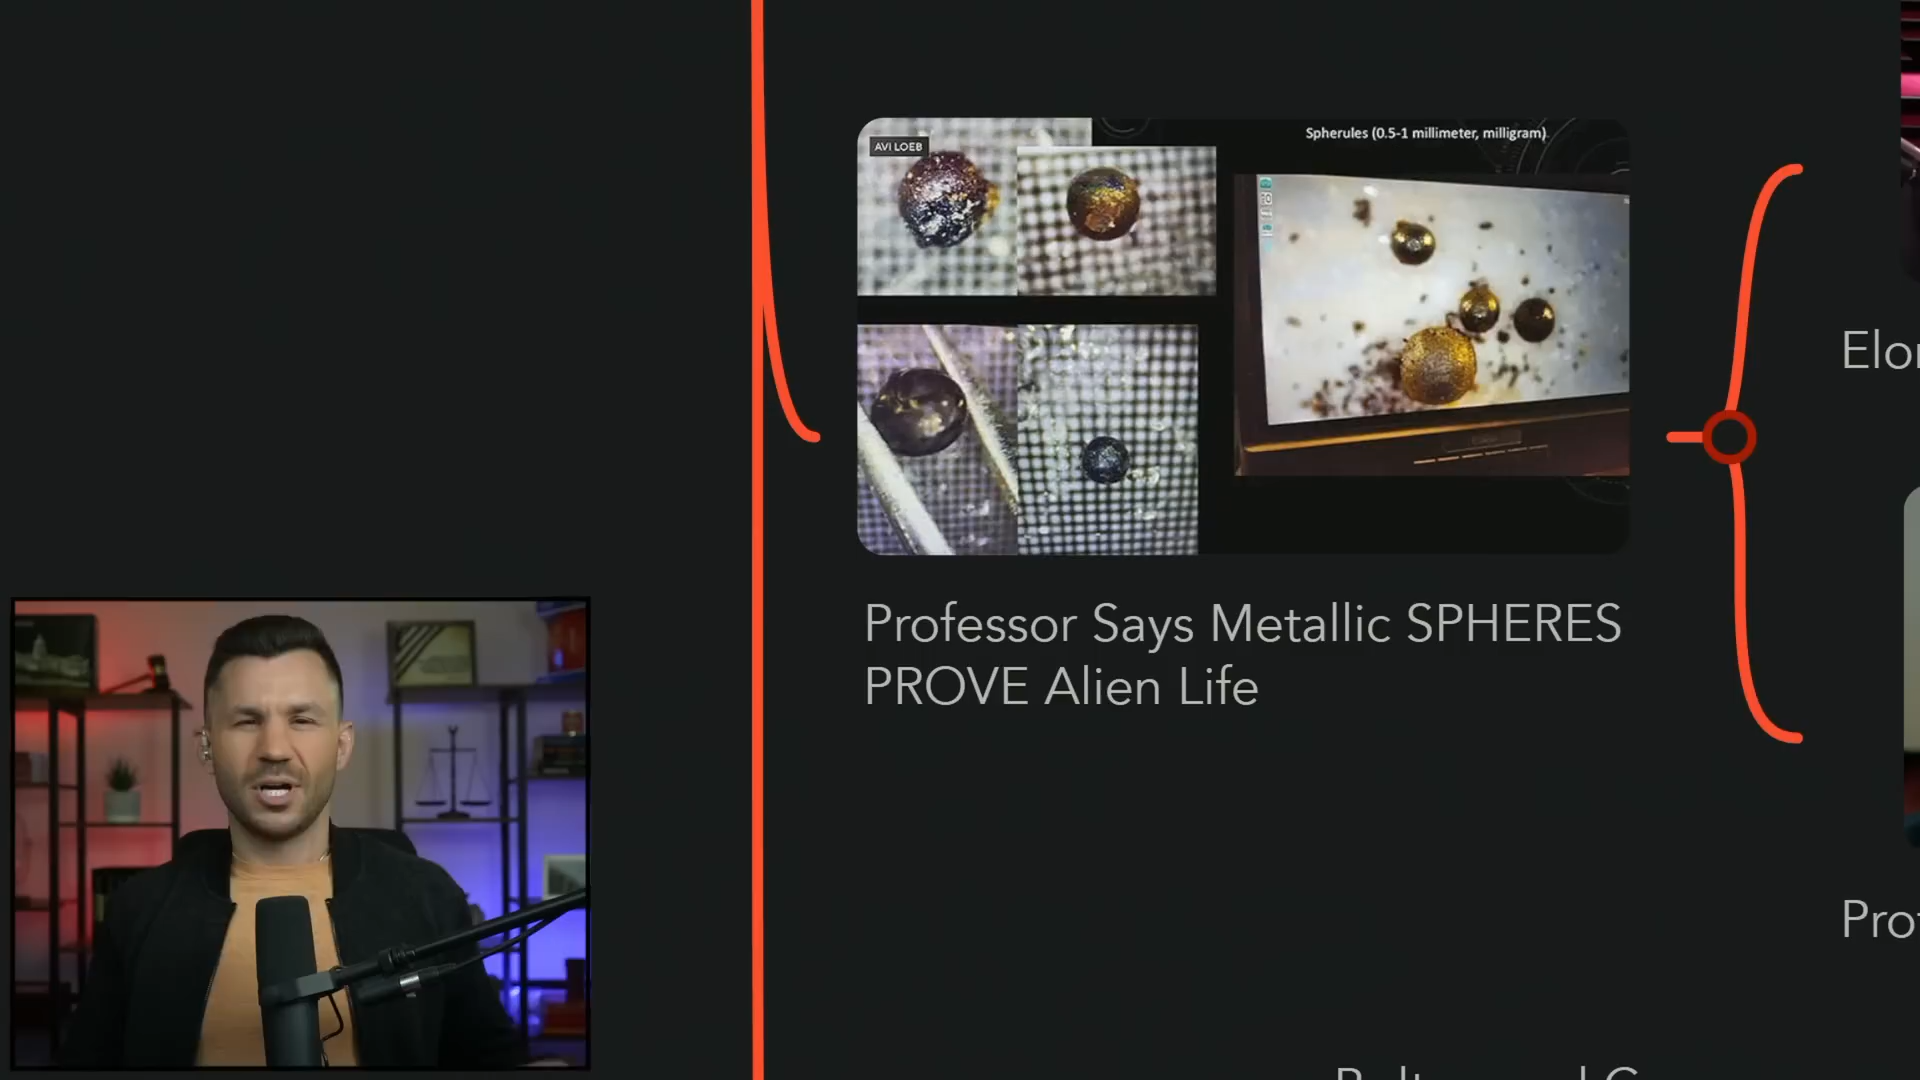 AVI LOEB
Spherules (0.5-1 millimeter, milligram)
Professor Says Metallic SPHERES
PROVE Alien Life